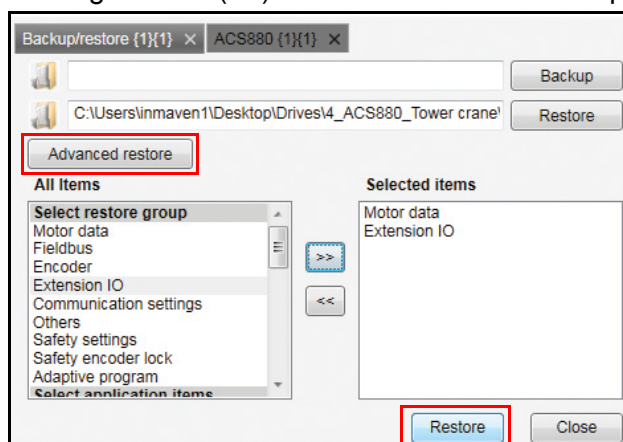 Backup/restore {1}{1} × ACS880 {1}{1} ×
Backup
C:\Users\inmaven1\Desktop\Drives\4_ACS880_Tower crane\ Restore
Advanced restore
All Items Selected items
Select restore group
Motor data
Fieldbus
Encoder
Extension IO
Communication settings
Others
Safety settings
Safety encoder lock
Adaptive program
Select application items
Motor data
Extension IO
>>
<<
Restore Close